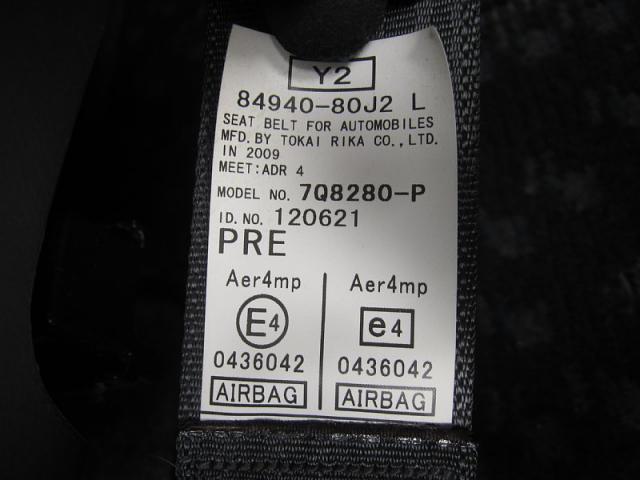 Y2
84940-80J2 L
SEAT BELT FOR AUTOMOBILES
MFD. BY TOKAI RIKA CO., LTD.
IN 2009
MEET: ADR 4
MODEL NO. 7Q8280-P
ID. NO. 120621
PRE
Aer4mp Aer4mp
E4 e4
0436042 0436042
AIRBAG AIRBAG